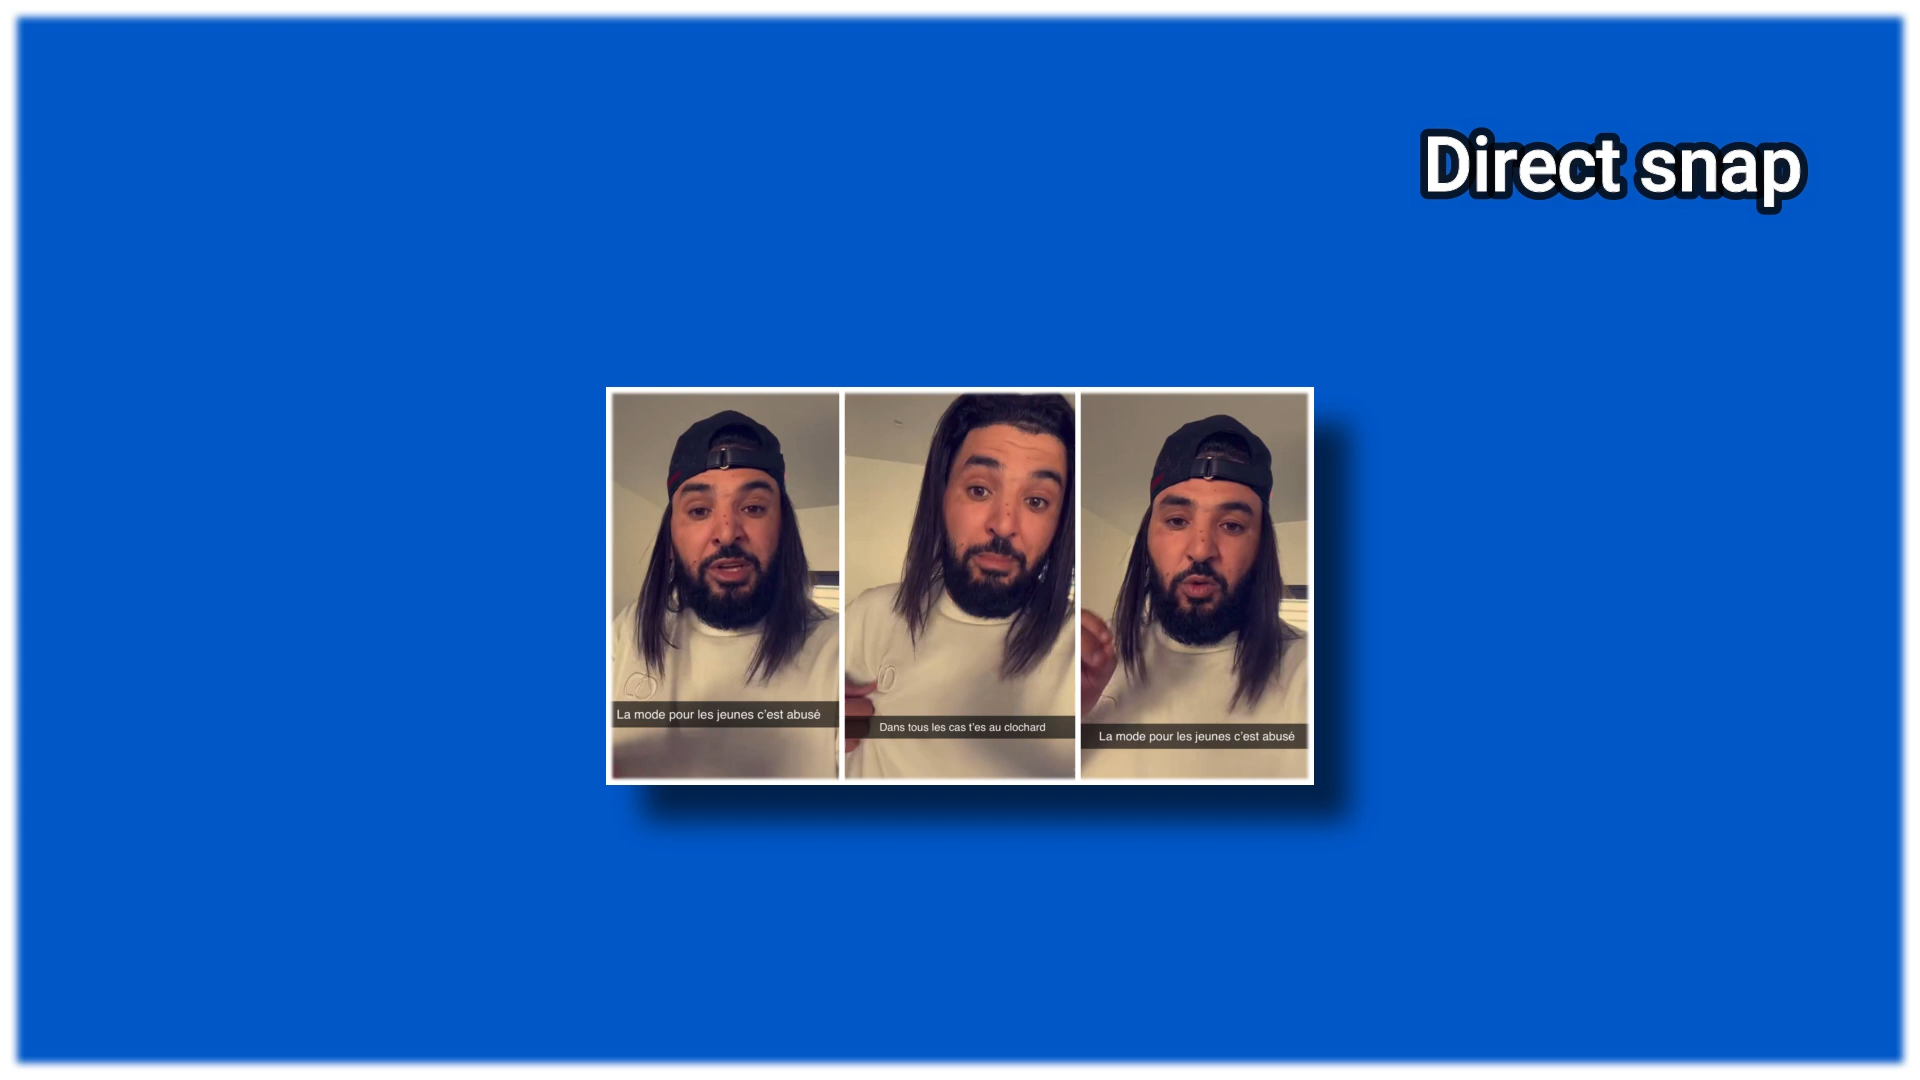 Direct snap
La mode pour les jeunes c'est abusé
Dans tous les cas t'es au clochard
La mode pour les jeunes c'est abusé